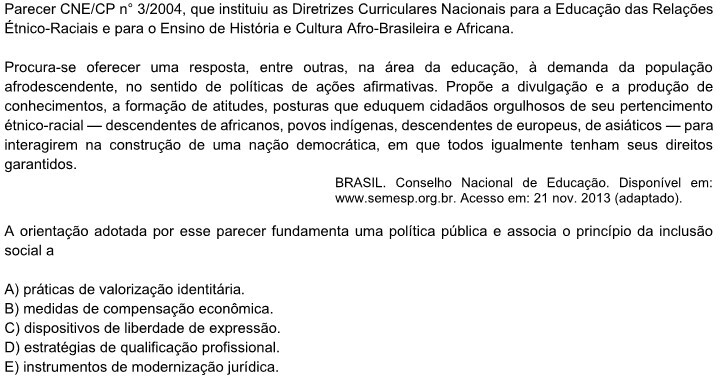 Parecer CNE/CP n° 3/2004, que instituiu as Diretrizes Curriculares Nacionais para a Educação das Relações
Étnico-Raciais e para o Ensino de História e Cultura Afro-Brasileira e Africana.
Procura-se oferecer uma resposta, entre outras, na área da educação, à demanda da população
afrodescendente, no sentido de políticas de ações afirmativas. Propõe a divulgação e a produção de
conhecimentos, a formação de atitudes, posturas que eduquem cidadãos orgulhosos de seu pertencimento
étnico-racial — descendentes de africanos, povos indígenas, descendentes de europeus, de asiáticos — para
interagirem na construção de uma nação democrática, em que todos igualmente tenham seus direitos
garantidos.
BRASIL. Conselho Nacional de Educação. Disponível em:
www.semesp.org.br. Acesso em: 21 nov. 2013 (adaptado).
A orientação adotada por esse parecer fundamenta uma política pública e associa o princípio da inclusão
social a
A) práticas de valorização identitária.
B) medidas de compensação econômica.
C) dispositivos de liberdade de expressão.
D) estratégias de qualificação profissional.
E) instrumentos de modernização jurídica.